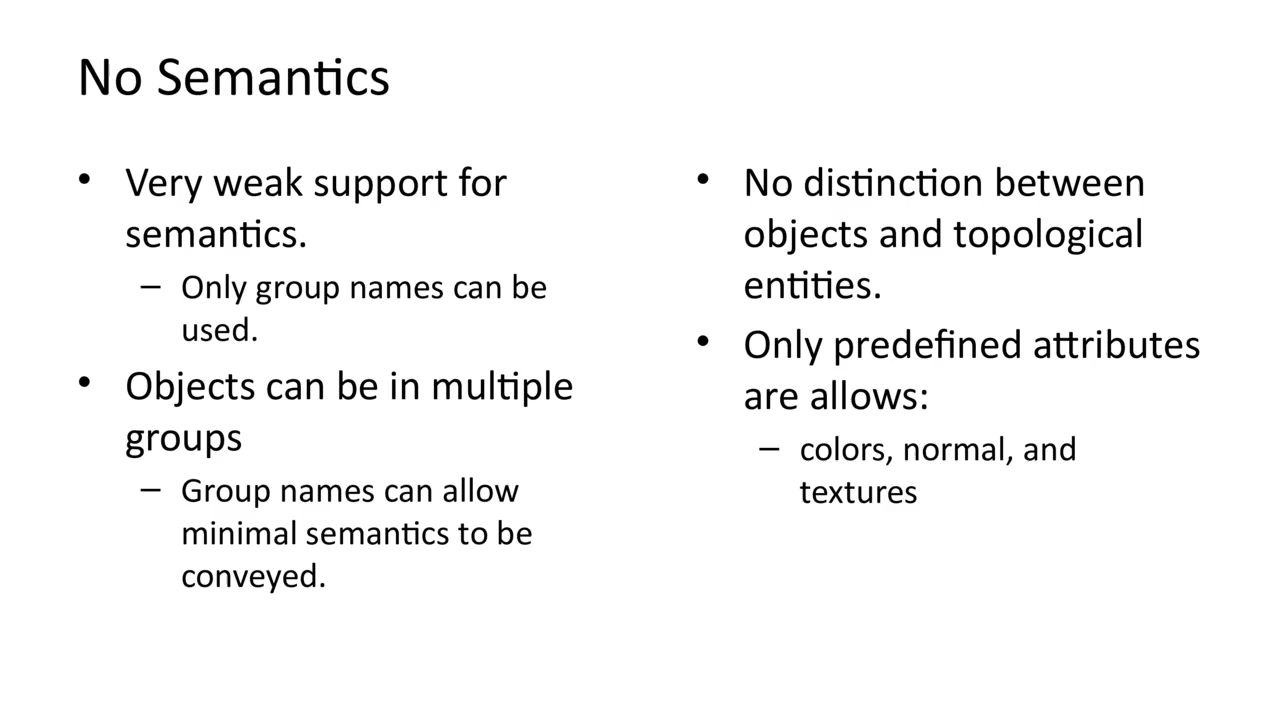 No Semantics
• Very weak support for
semantics.
– Only group names can be
used.
• Objects can be in multiple
groups
– Group names can allow
minimal semantics to be
conveyed.
• No distinction between
objects and topological
entities.
• Only predefined attributes
are allows:
– colors, normal, and
textures